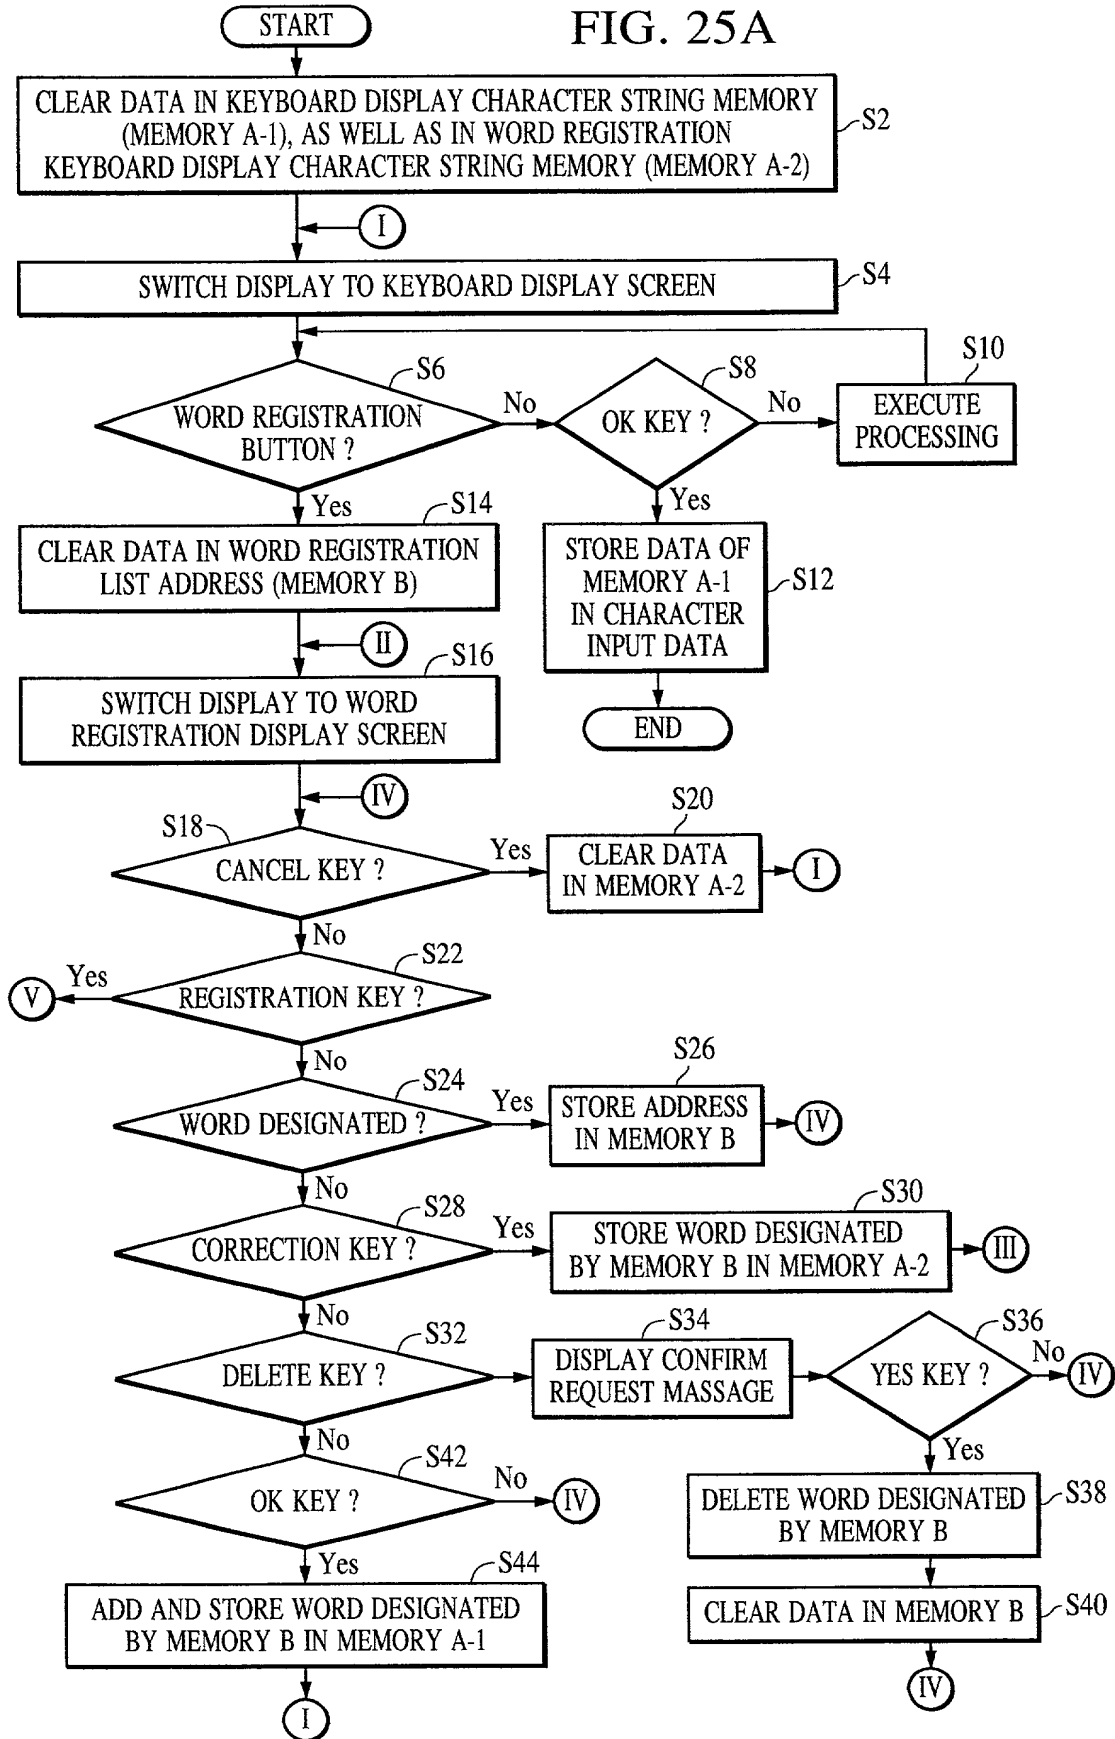 START
FIG. 25A
CLEAR DATA IN KEYBOARD DISPLAY CHARACTER STRING MEMORY
(MEMORY A-1), AS WELL AS IN WORD REGISTRATION
KEYBOARD DISPLAY CHARACTER STRING MEMORY (MEMORY A-2)
S2
I
SWITCH DISPLAY TO KEYBOARD DISPLAY SCREEN
S4
S6
WORD REGISTRATION
BUTTON ?
No
Yes
S8
OK KEY ?
No
Yes
S10
EXECUTE
PROCESSING
S14
CLEAR DATA IN WORD REGISTRATION
LIST ADDRESS (MEMORY B)
STORE DATA OF
MEMORY A-1
IN CHARACTER
INPUT DATA
S12
END
II
S16
SWITCH DISPLAY TO WORD
REGISTRATION DISPLAY SCREEN
IV
S18
CANCEL KEY ?
Yes
No
S20
CLEAR DATA
IN MEMORY A-2
I
S22
REGISTRATION KEY ?
Yes
V
No
S24
WORD DESIGNATED ?
Yes
No
S26
STORE ADDRESS
IN MEMORY B
IV
S28
CORRECTION KEY ?
Yes
No
S30
STORE WORD DESIGNATED
BY MEMORY B IN MEMORY A-2
III
S32
DELETE KEY ?
No
S34
DISPLAY CONFIRM
REQUEST MASSAGE
S36
YES KEY ?
No
IV
Yes
S38
DELETE WORD DESIGNATED
BY MEMORY B
CLEAR DATA IN MEMORY B
S40
IV
S42
OK KEY ?
No
IV
Yes
S44
ADD AND STORE WORD DESIGNATED
BY MEMORY B IN MEMORY A-1
I